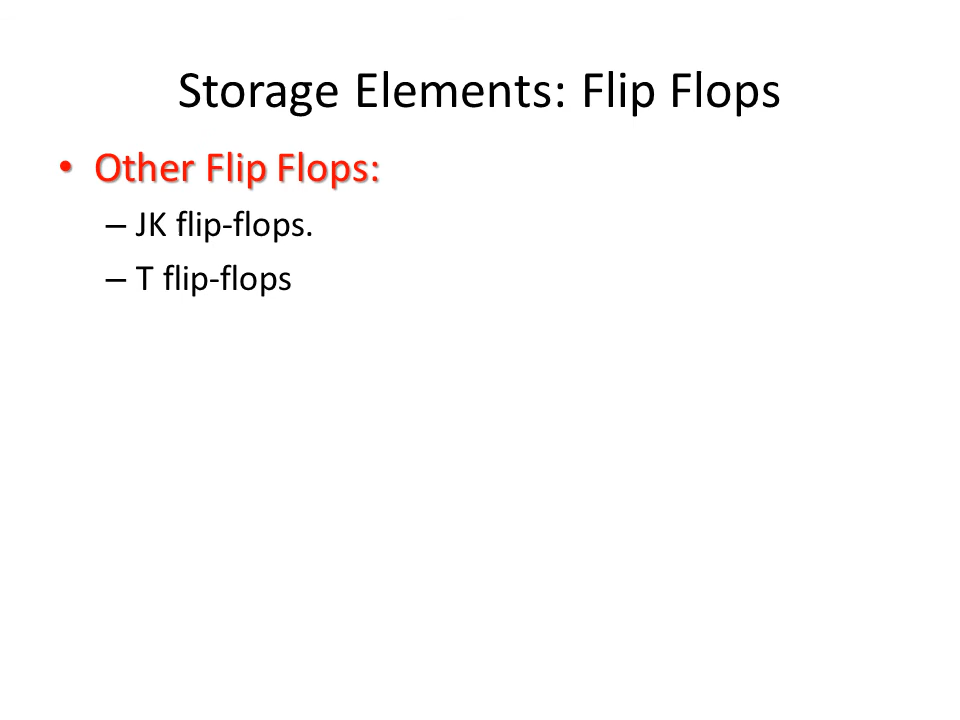 Storage Elements: Flip Flops
• Other Flip Flops:
– JK flip-flops.
– T flip-flops